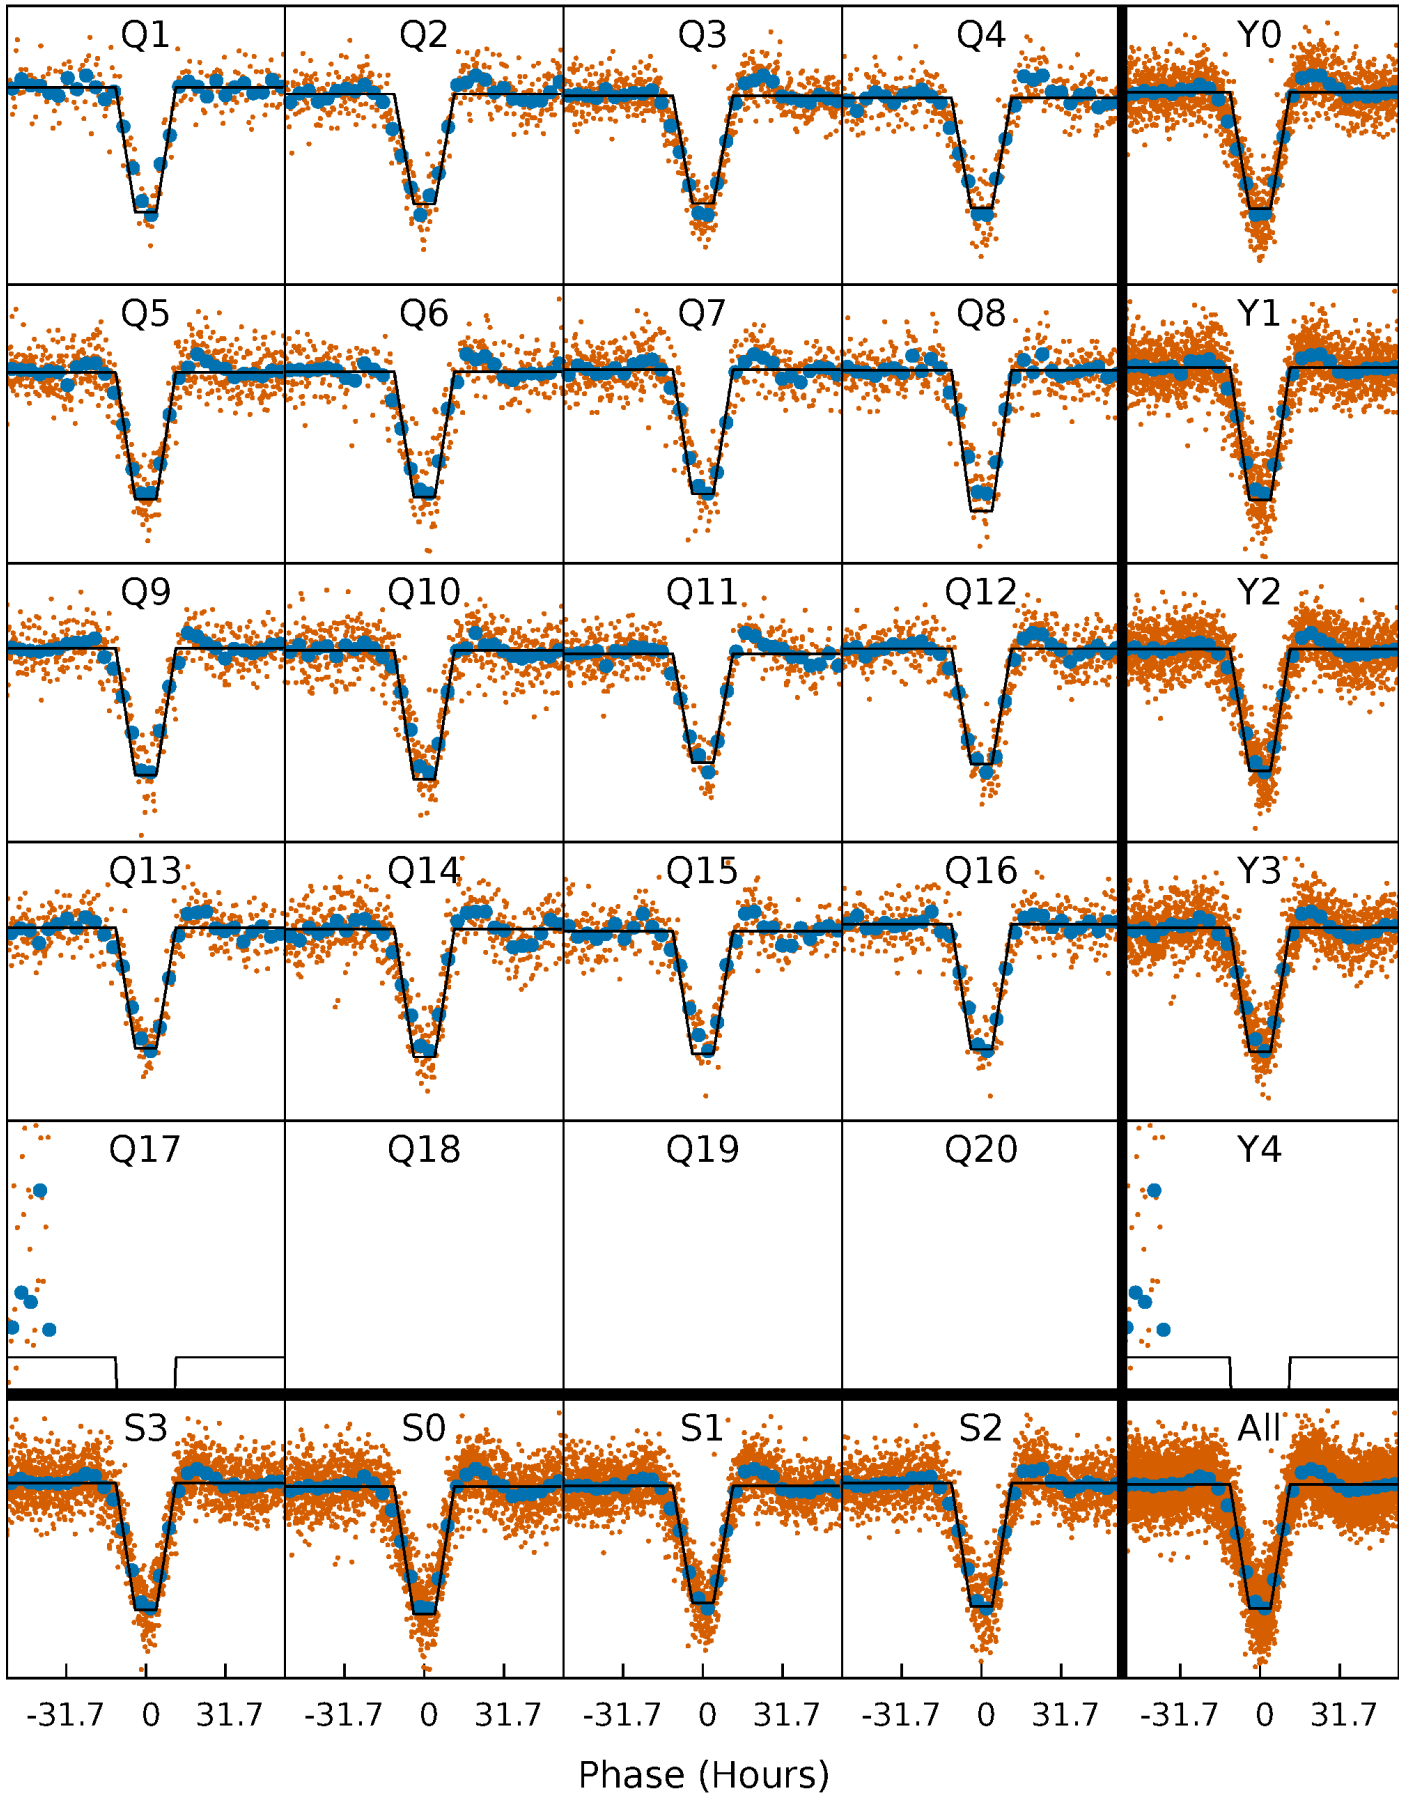 Q1 Q2 Q3 Q4 Y0
Q5 Q6 Q7 Q8 Y1
Q9 Q10 Q11 Q12 Y2
Q13 Q14 Q15 Q16 Y3
Q17 Q18 Q19 Q20 Y4
S3 S0 S1 S2 All
-31.7 0 31.7 -31.7 0 31.7 -31.7 0 31.7 -31.7 0 31.7 -31.7 0 31.7
Phase (Hours)